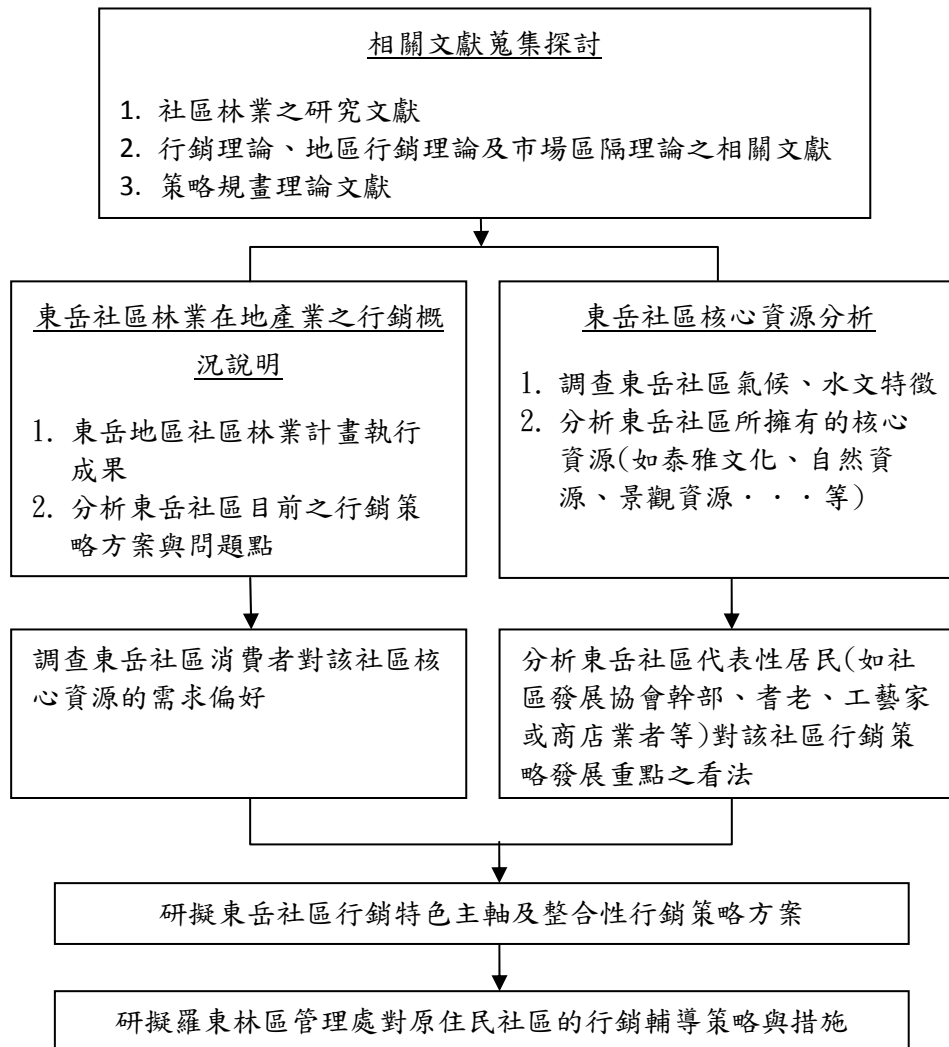 相關文獻蒐集探討
1. 社區林業之研究文獻
2. 行銷理論、地區行銷理論及市場區隔理論之相關文獻
3. 策略規畫理論文獻
東岳社區林業在地產業之行銷概
況說明
1. 東岳地區社區林業計畫執行
成果
2. 分析東岳社區目前之行銷策
略方案與問題點
東岳社區核心資源分析
1. 調查東岳社區氣候、水文特徵
2. 分析東岳社區所擁有的核心
資源(如泰雅文化、自然資
源、景觀資源・・・等)
調查東岳社區消費者對該社區核
心資源的需求偏好
分析東岳社區代表性居民(如社
區發展協會幹部、耆老、工藝家
或商店業者等)對該社區行銷策
略發展重點之看法
研擬東岳社區行銷特色主軸及整合性行銷策略方案
研擬羅東林區管理處對原住民社區的行銷輔導策略與措施